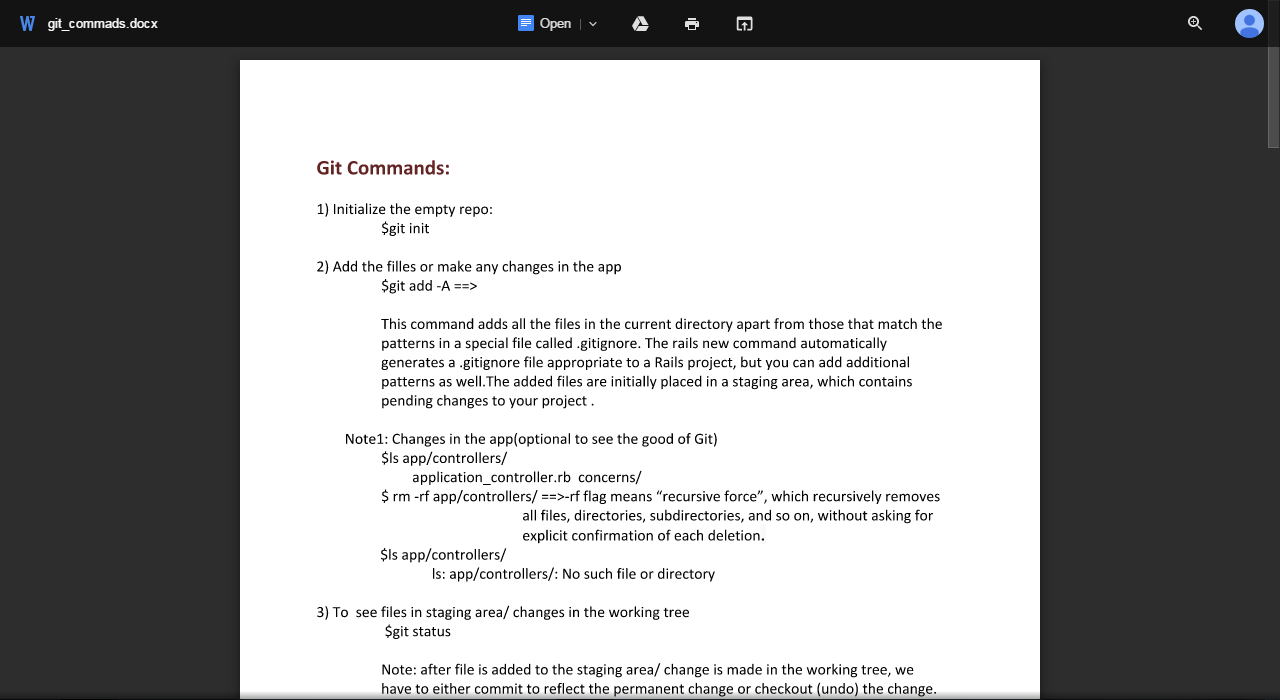 git_commads.docx
Open
Git Commands:
1) Initialize the empty repo:
$git init
2) Add the filles or make any changes in the app
$git add -A ==>
This command adds all the files in the current directory apart from those that match the
patterns in a special file called .gitignore. The rails new command automatically
generates a .gitignore file appropriate to a Rails project, but you can add additional
patterns as well.The added files are initially placed in a staging area, which contains
pending changes to your project .
Note1: Changes in the app(optional to see the good of Git)
$ls app/controllers/
application_controller.rb  concerns/
$ rm -rf app/controllers/ ==>-rf flag means “recursive force”, which recursively removes
all files, directories, subdirectories, and so on, without asking for
explicit confirmation of each deletion.
$ls app/controllers/
ls: app/controllers/: No such file or directory
3) To  see files in staging area/ changes in the working tree
$git status
Note: after file is added to the staging area/ change is made in the working tree, we
have to either commit to reflect the permanent change or checkout (undo) the change.